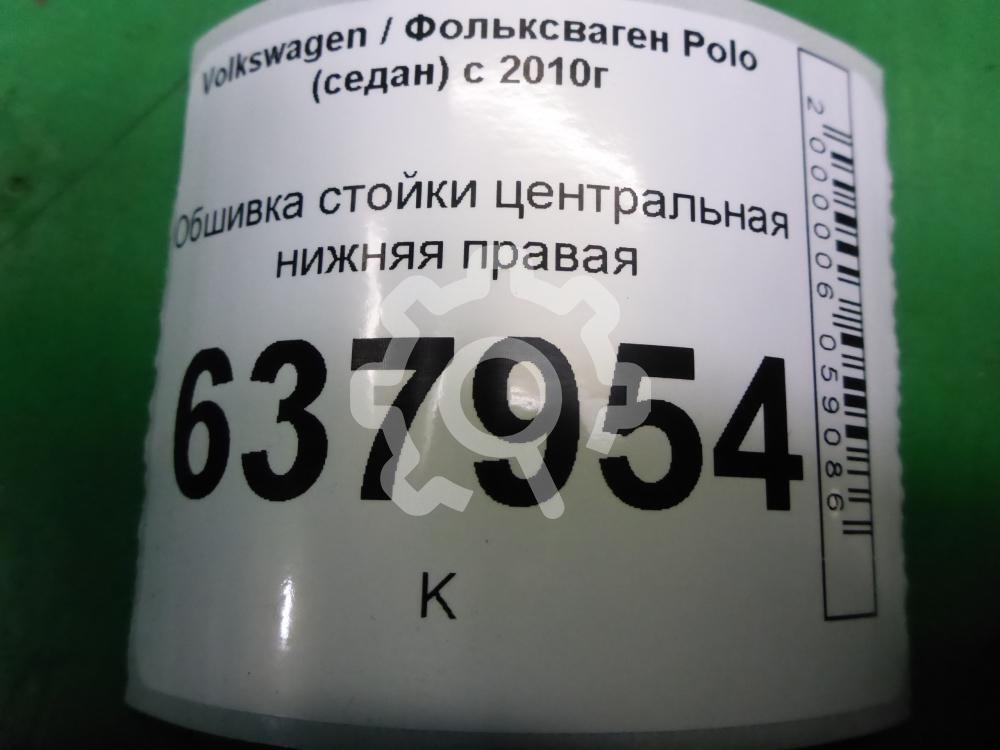 Volkswagen / Фольксваген Polo
(седан) с 2010г
Обшивка стойки центральная
нижняя правая
637954
К
2000006059086